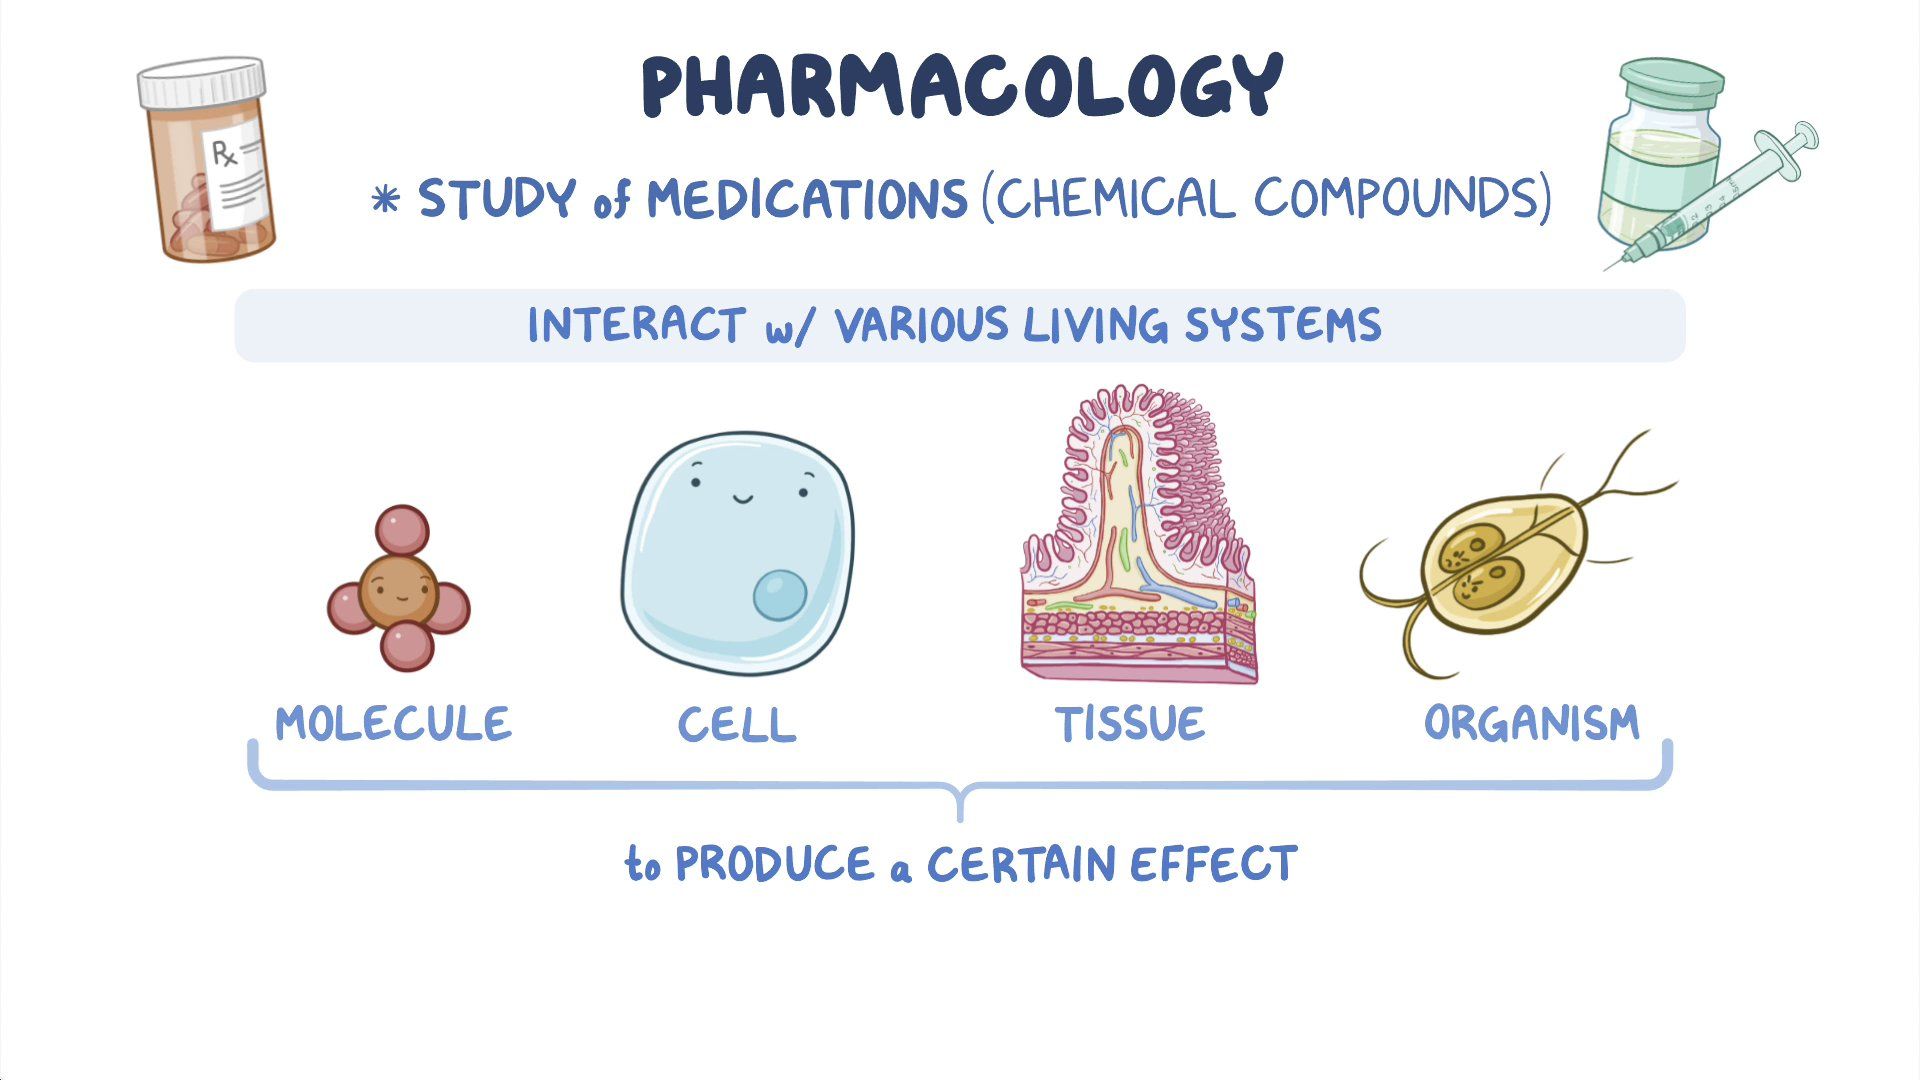 PHARMACOLOGY
Rx
* STUDY of MEDICATIONS (CHEMICAL COMPOUNDS)
INTERACT w/ VARIOUS LIVING SYSTEMS
MOLECULE
CELL
TISSUE
ORGANISM
to PRODUCE a CERTAIN EFFECT